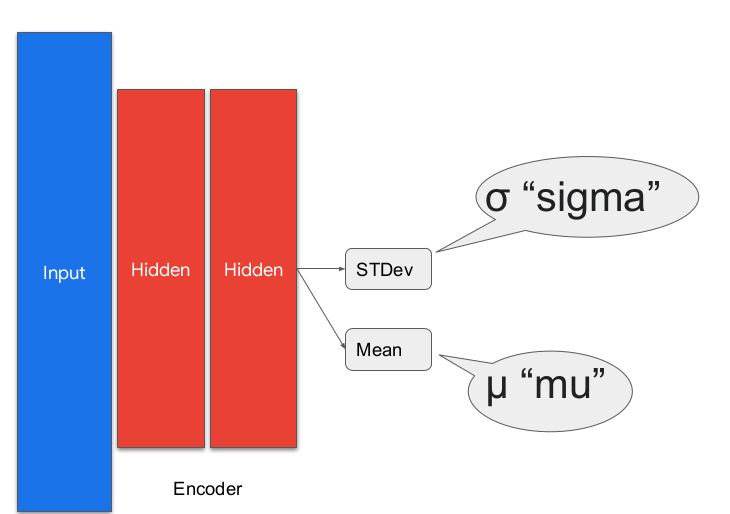 σ “sigma”
Input
Hidden
Hidden
STDev
Mean
μ “mu”
Encoder